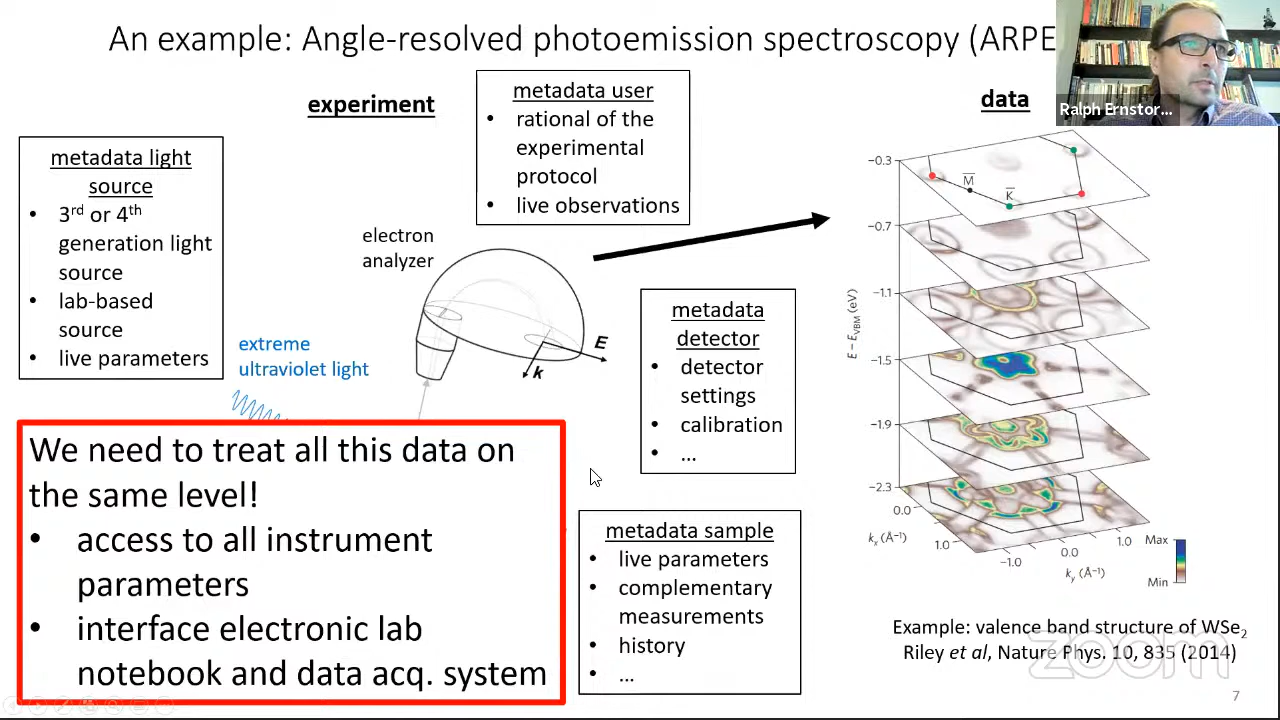 An example: Angle-resolved photoemission spectroscopy (ARPE
Ralph Ernstor...
experiment
data
metadata light
source
• 3rd or 4th
generation light
source
• lab-based
source
• live parameters
metadata user
• rational of the
experimental
protocol
• live observations
electron
analyzer
E
k
extreme
ultraviolet light
metadata
detector
• detector
settings
• calibration
• ...
metadata sample
• live parameters
• complementary
measurements
• history
• ...
We need to treat all this data on
the same level!
• access to all instrument
parameters
• interface electronic lab
notebook and data acq. system
E − EVBM (eV)
−0.3
−0.7
−1.1
−1.5
−1.9
−2.3
M̅
K̅
0.0
1.0
kx (Å−1)
−1.0
0.0
1.0
ky (Å−1)
Max
Min
Example: valence band structure of WSe2
Riley et al, Nature Phys. 10, 835 (2014)
zoom
7